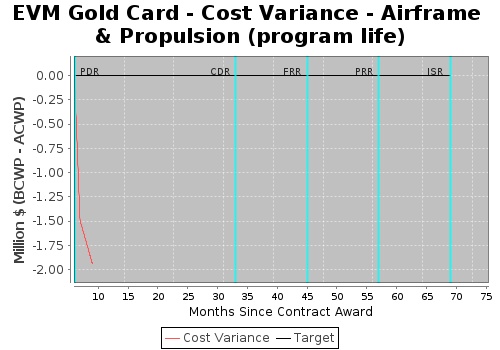 EVM Gold Card - Cost Variance - Airframe
& Propulsion (program life)
Million $ (BCWP - ACWP)
0.00
-0.25
-0.50
-0.75
-1.00
-1.25
-1.50
-1.75
-2.00
PDR CDR FRR PRR ISR
10 15 20 25 30 35 40 45 50 55 60 65 70 75
Months Since Contract Award
Cost Variance Target